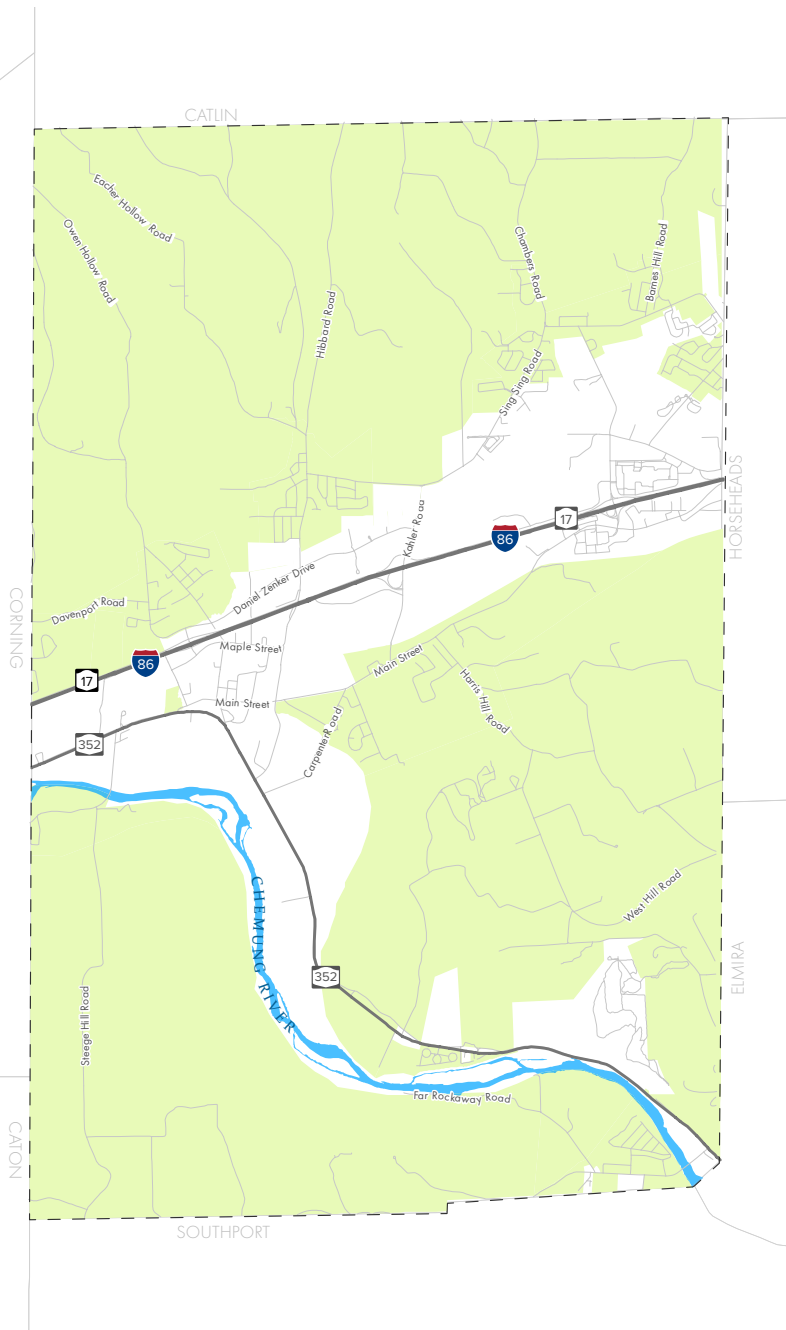 CATLIN
Eacher Hollow Road
Owen Hollow Road
Chambers Road
Barnes Hill Road
Hibbard Road
Sing Sing Road
HORSEHEADS
Kahler Road
17
86
Daniel Zenker Drive
CORNING
Davenport Road
Maple Street
86
Main Street
17
Harris Hill Road
Main Street
Carpenter Road
352
CHEMUNG RIVER
West Hill Road
ELMIRA
352
Steege Hill Road
Far Rockaway Road
CATON
SOUTHPORT